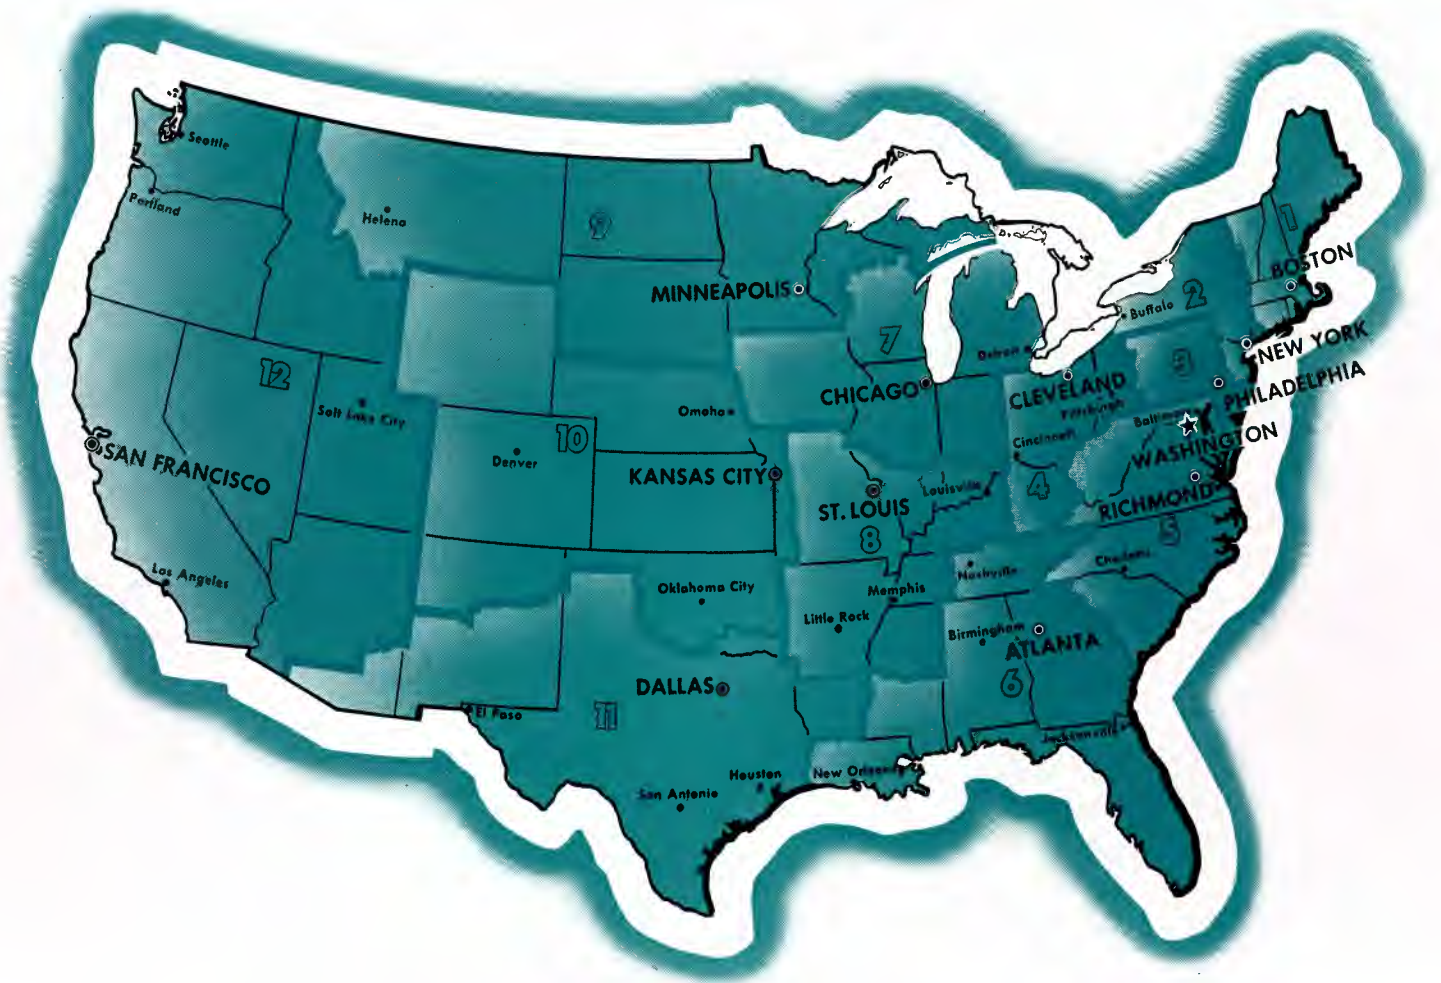 Seattle
Portland
Helena
9
1
BOSTON
MINNEAPOLIS
2
Buffalo
7
Detroit
NEW YORK
3
12
CHICAGO
CLEVELAND
PHILADELPHIA
Salt Lake City
Omaha
Pittsburgh
Baltimore
10
Cincinnati
WASHINGTON
SAN FRANCISCO
Denver
KANSAS CITY
Louisville
4
ST. LOUIS
RICHMOND
8
5
Charlotte
Los Angeles
Oklahoma City
Memphis
Nashville
Little Rock
Birmingham
ATLANTA
DALLAS
6
11
El Paso
Jacksonville
Houston
New Orleans
San Antonio